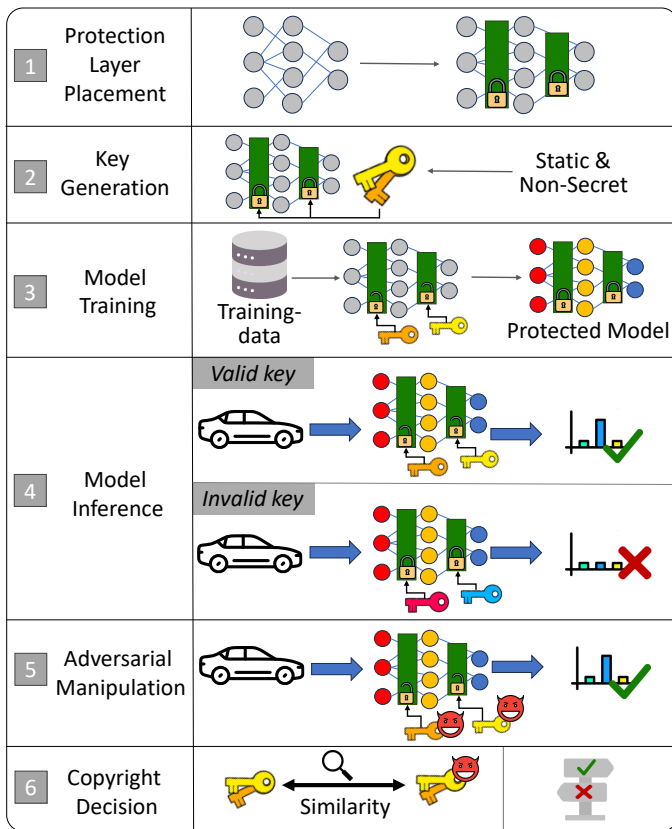 1
Protection
Layer
Placement
2
Key
Generation
Static &
Non-Secret
3
Model
Training
Training-
data
Protected Model
4
Model
Inference
Valid key
Invalid key
5
Adversarial
Manipulation
6
Copyright
Decision
Similarity